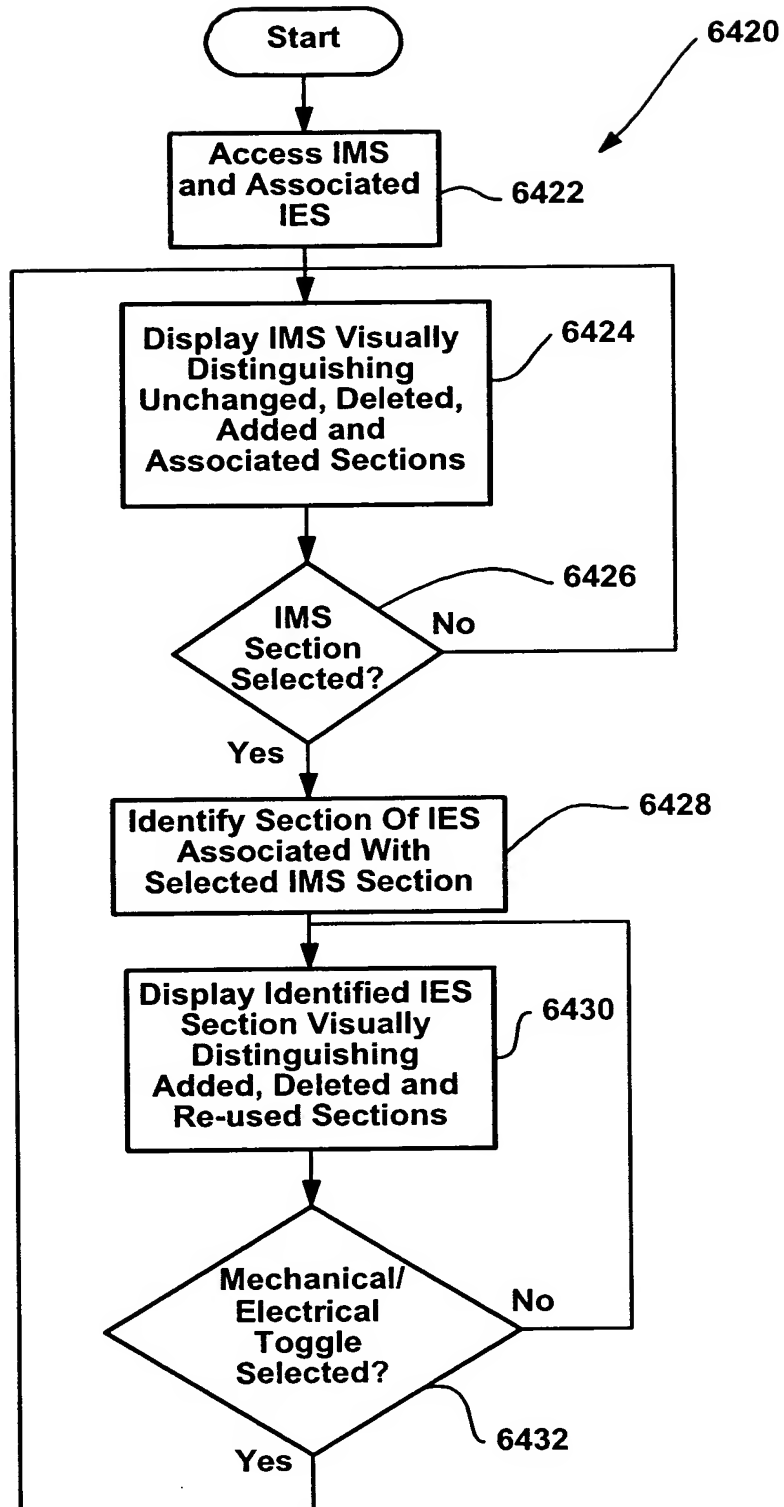 Start
6420
Access IMS
and Associated
IES
6422
Display IMS Visually
Distinguishing
Unchanged, Deleted,
Added and
Associated Sections
6424
6426
IMS
Section
Selected?
No
Yes
Identify Section Of IES
Associated With
Selected IMS Section
6428
Display Identified IES
Section Visually
Distinguishing
Added, Deleted and
Re-used Sections
6430
Mechanical/
Electrical
Toggle
Selected?
No
6432
Yes